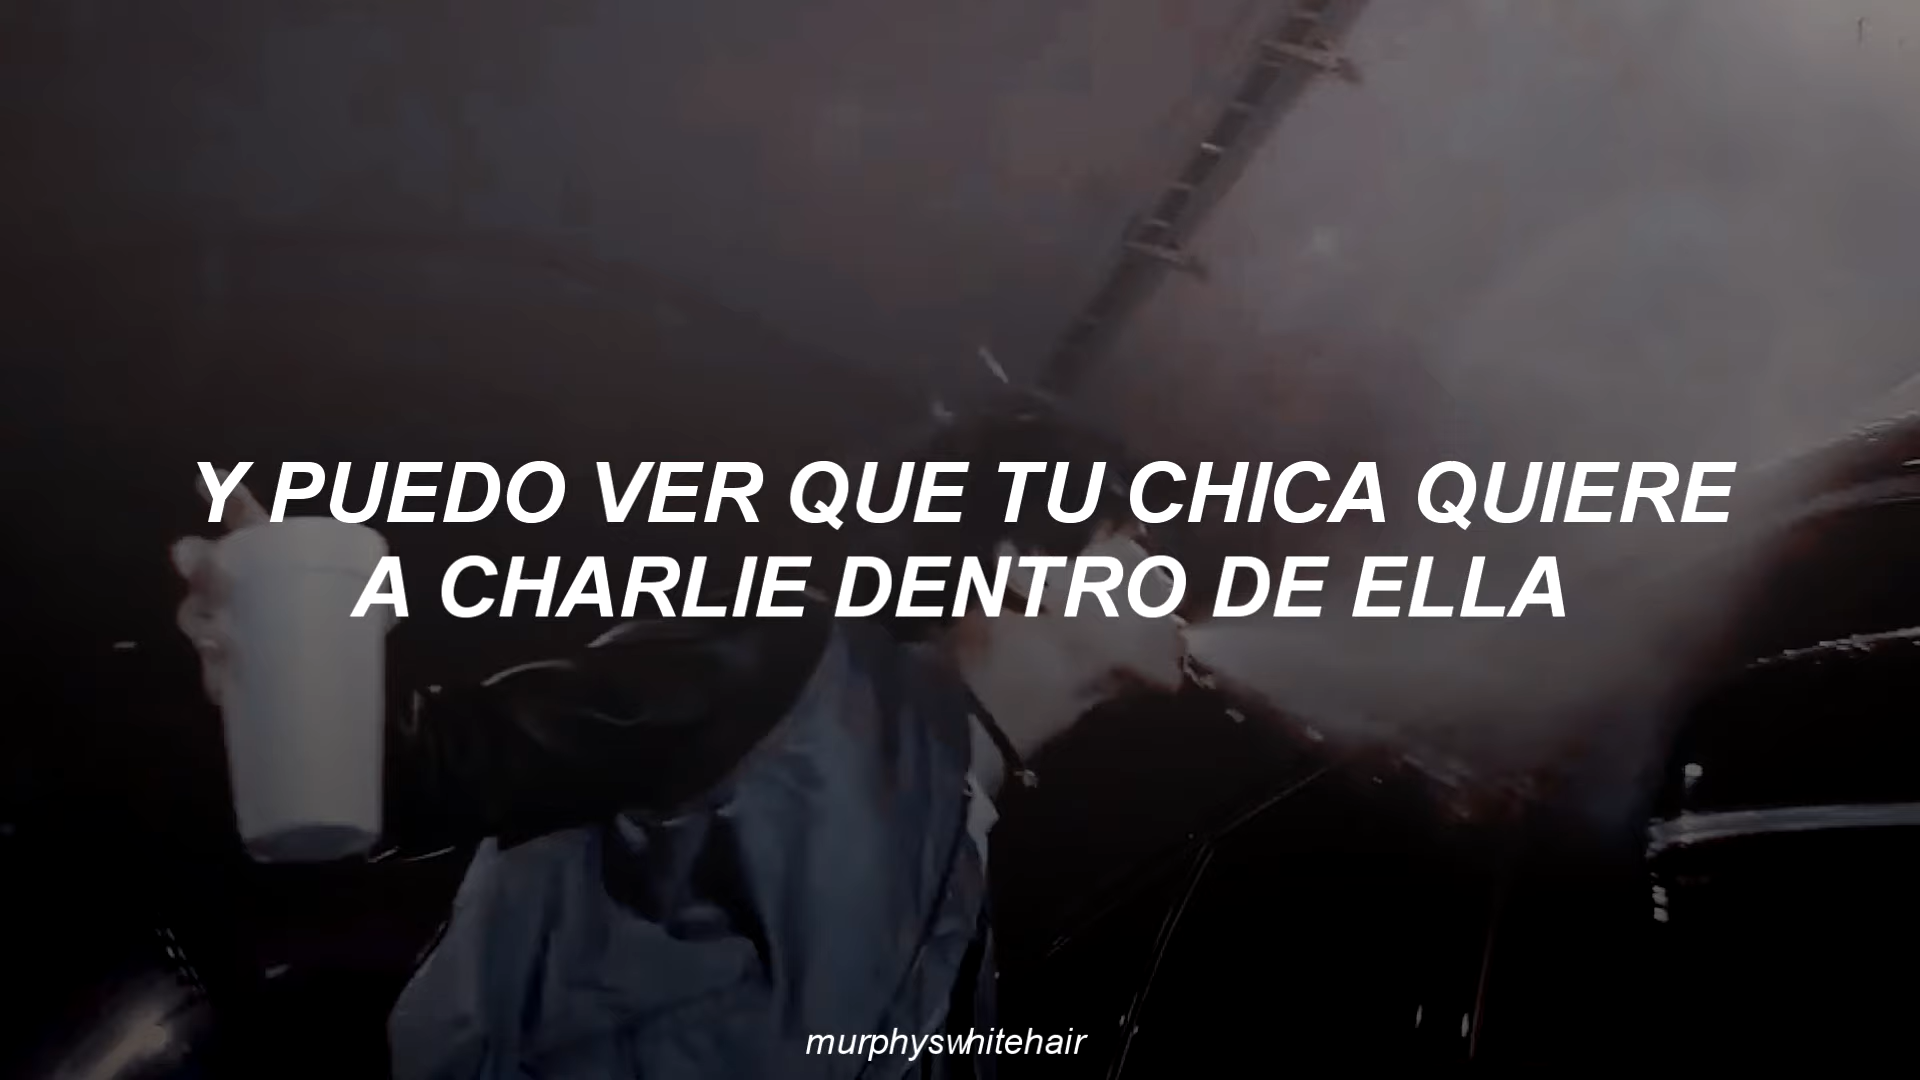 Y PUEDO VER QUE TU CHICA QUIERE
A CHARLIE DENTRO DE ELLA
murphyswhitehair